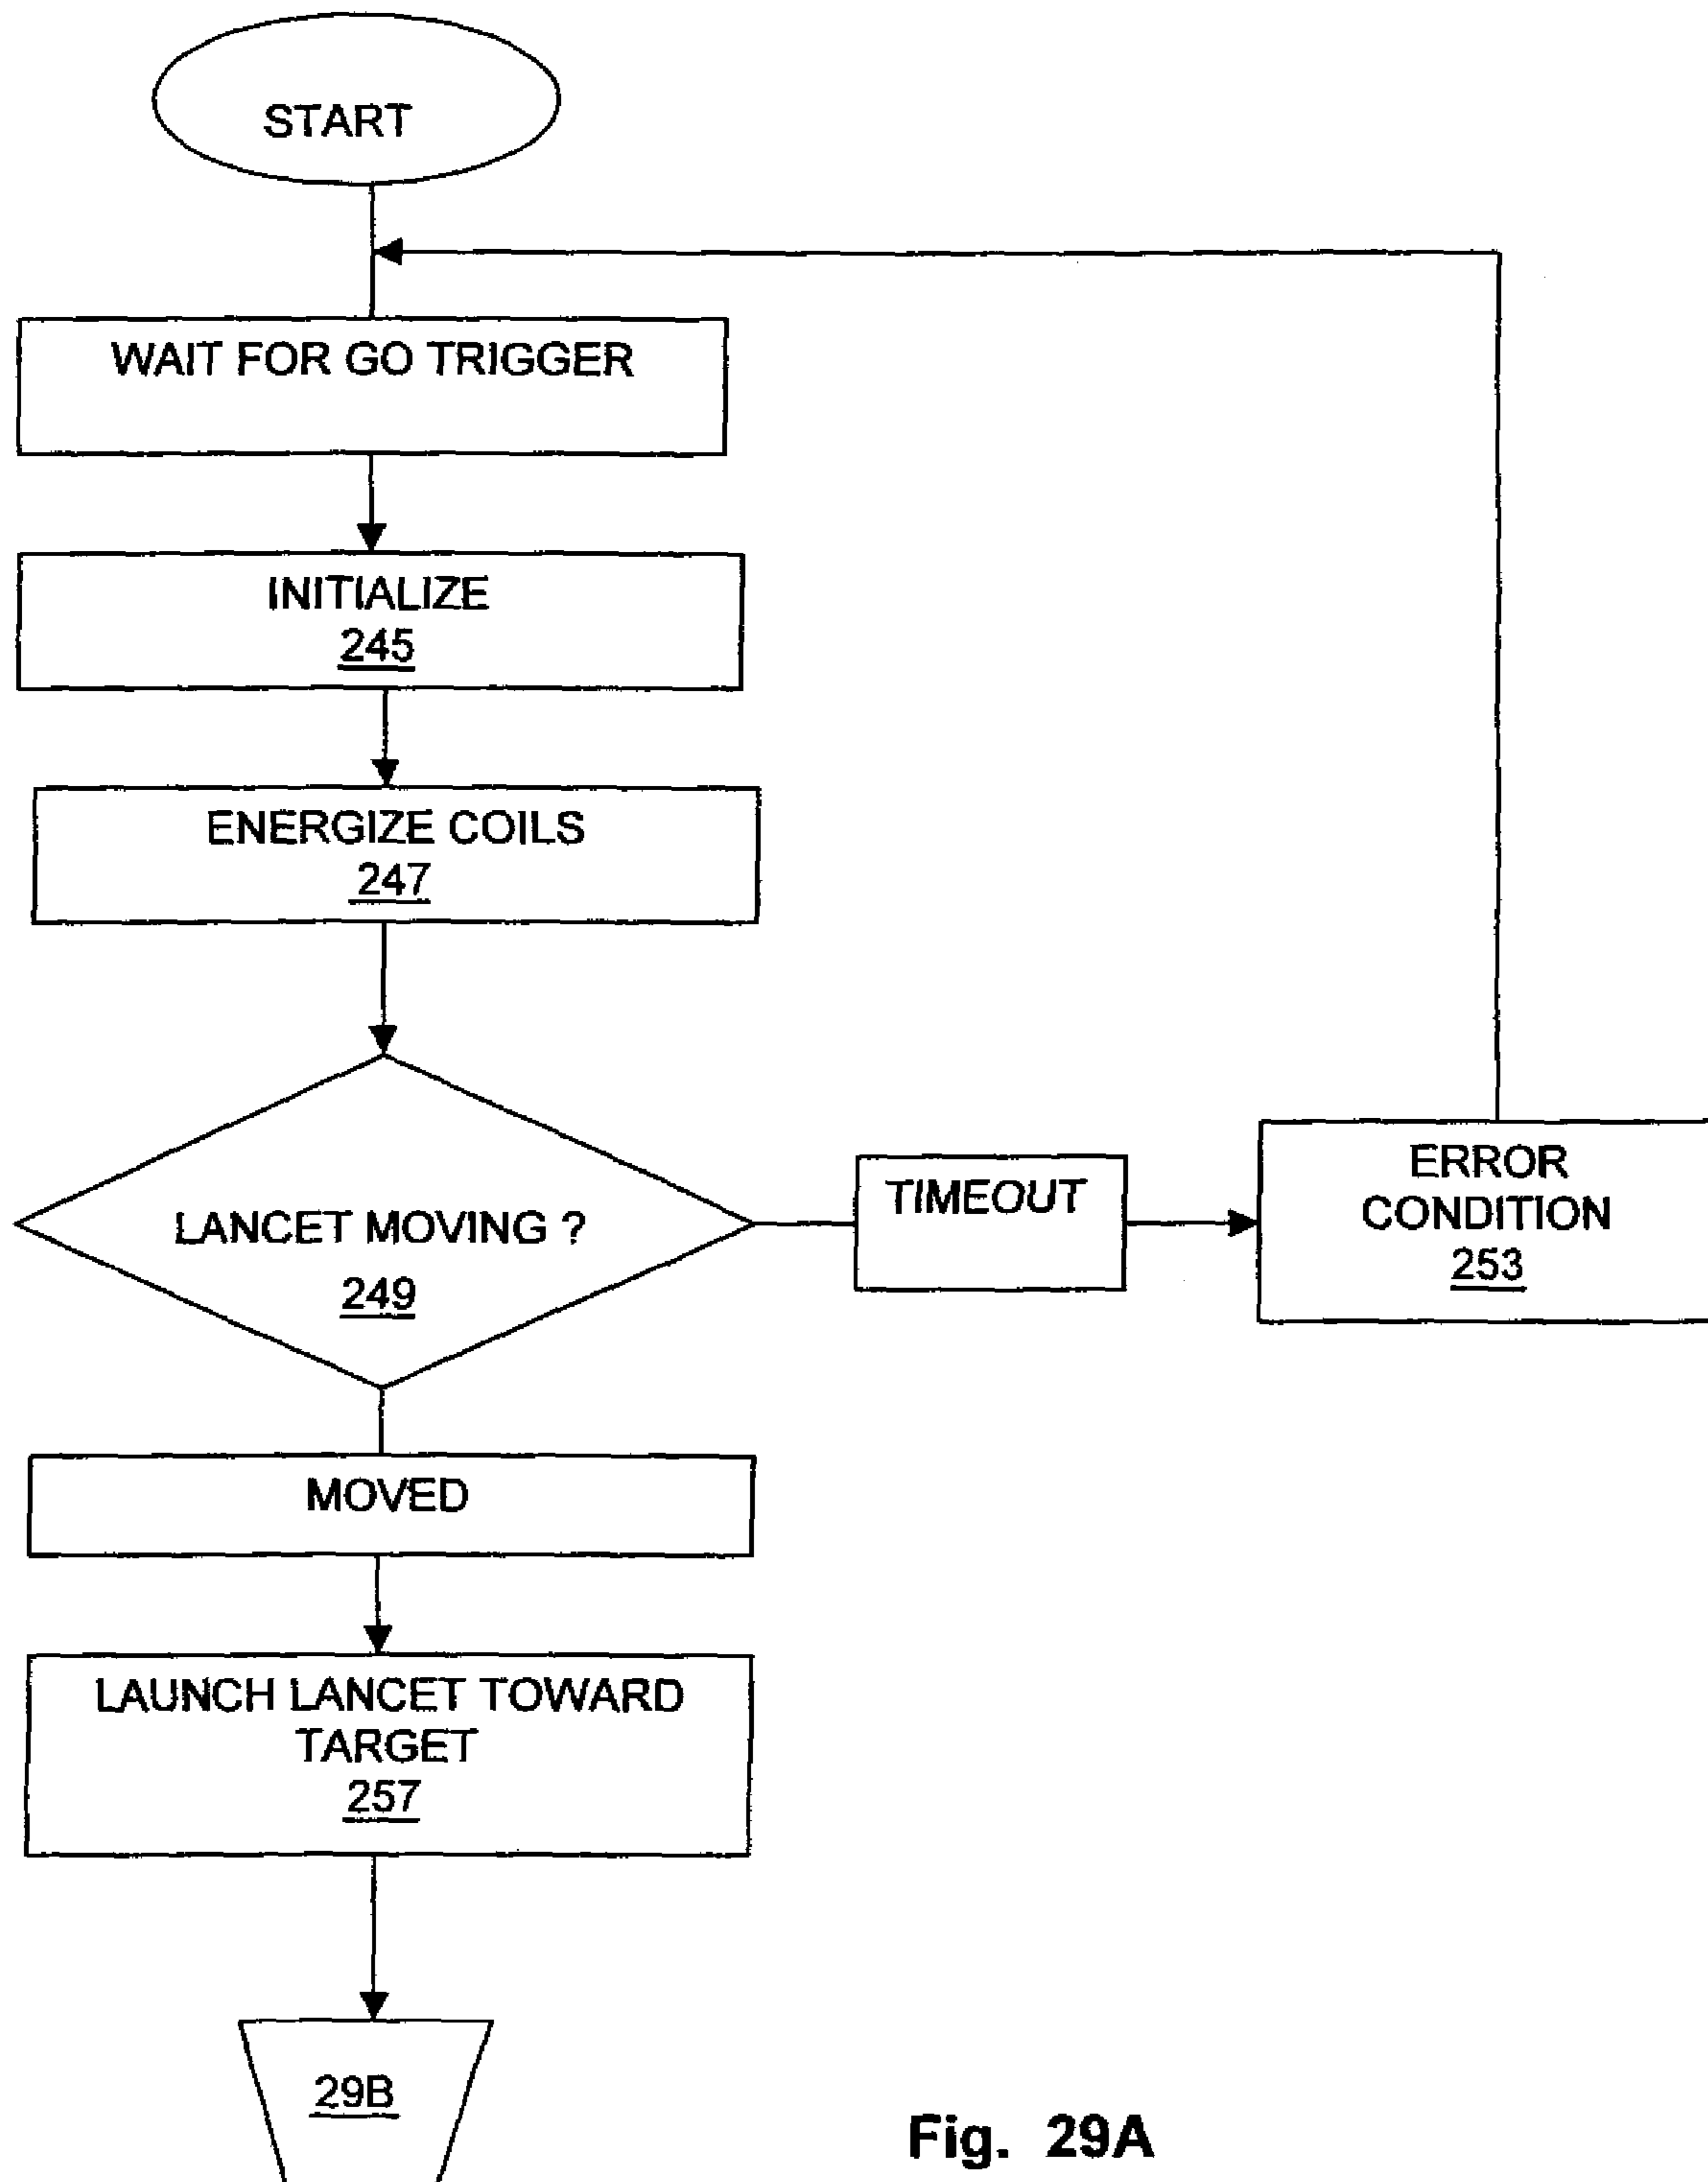 START
WAIT FOR GO TRIGGER
INITIALIZE
245
ENERGIZE COILS
247
LANCET MOVING ?
249
TIMEOUT
ERROR
CONDITION
253
MOVED
LAUNCH LANCET TOWARD
TARGET
257
29B
Fig. 29A